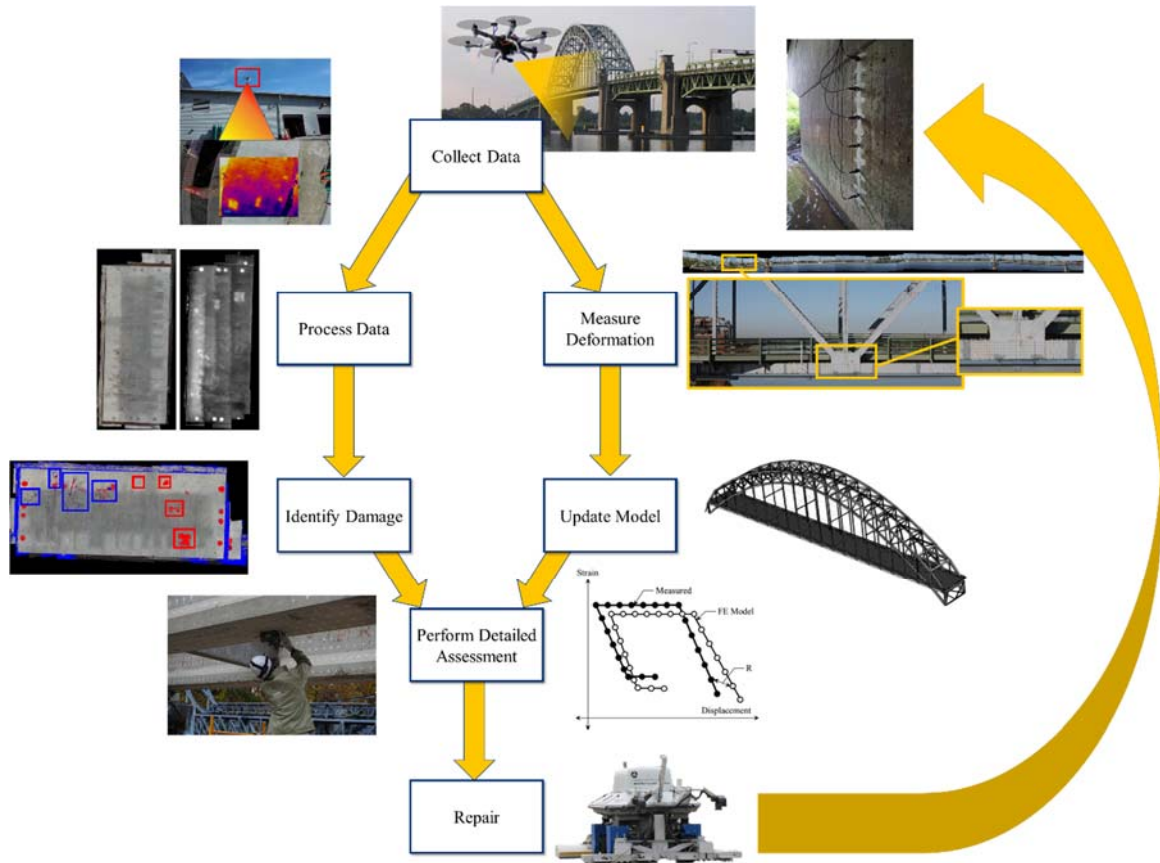 Collect Data
Process Data
Measure
Deformation
Identify Damage
Update Model
Strain
Measured
FE Model
Perform Detailed
Assessment
R
Displacement
Repair